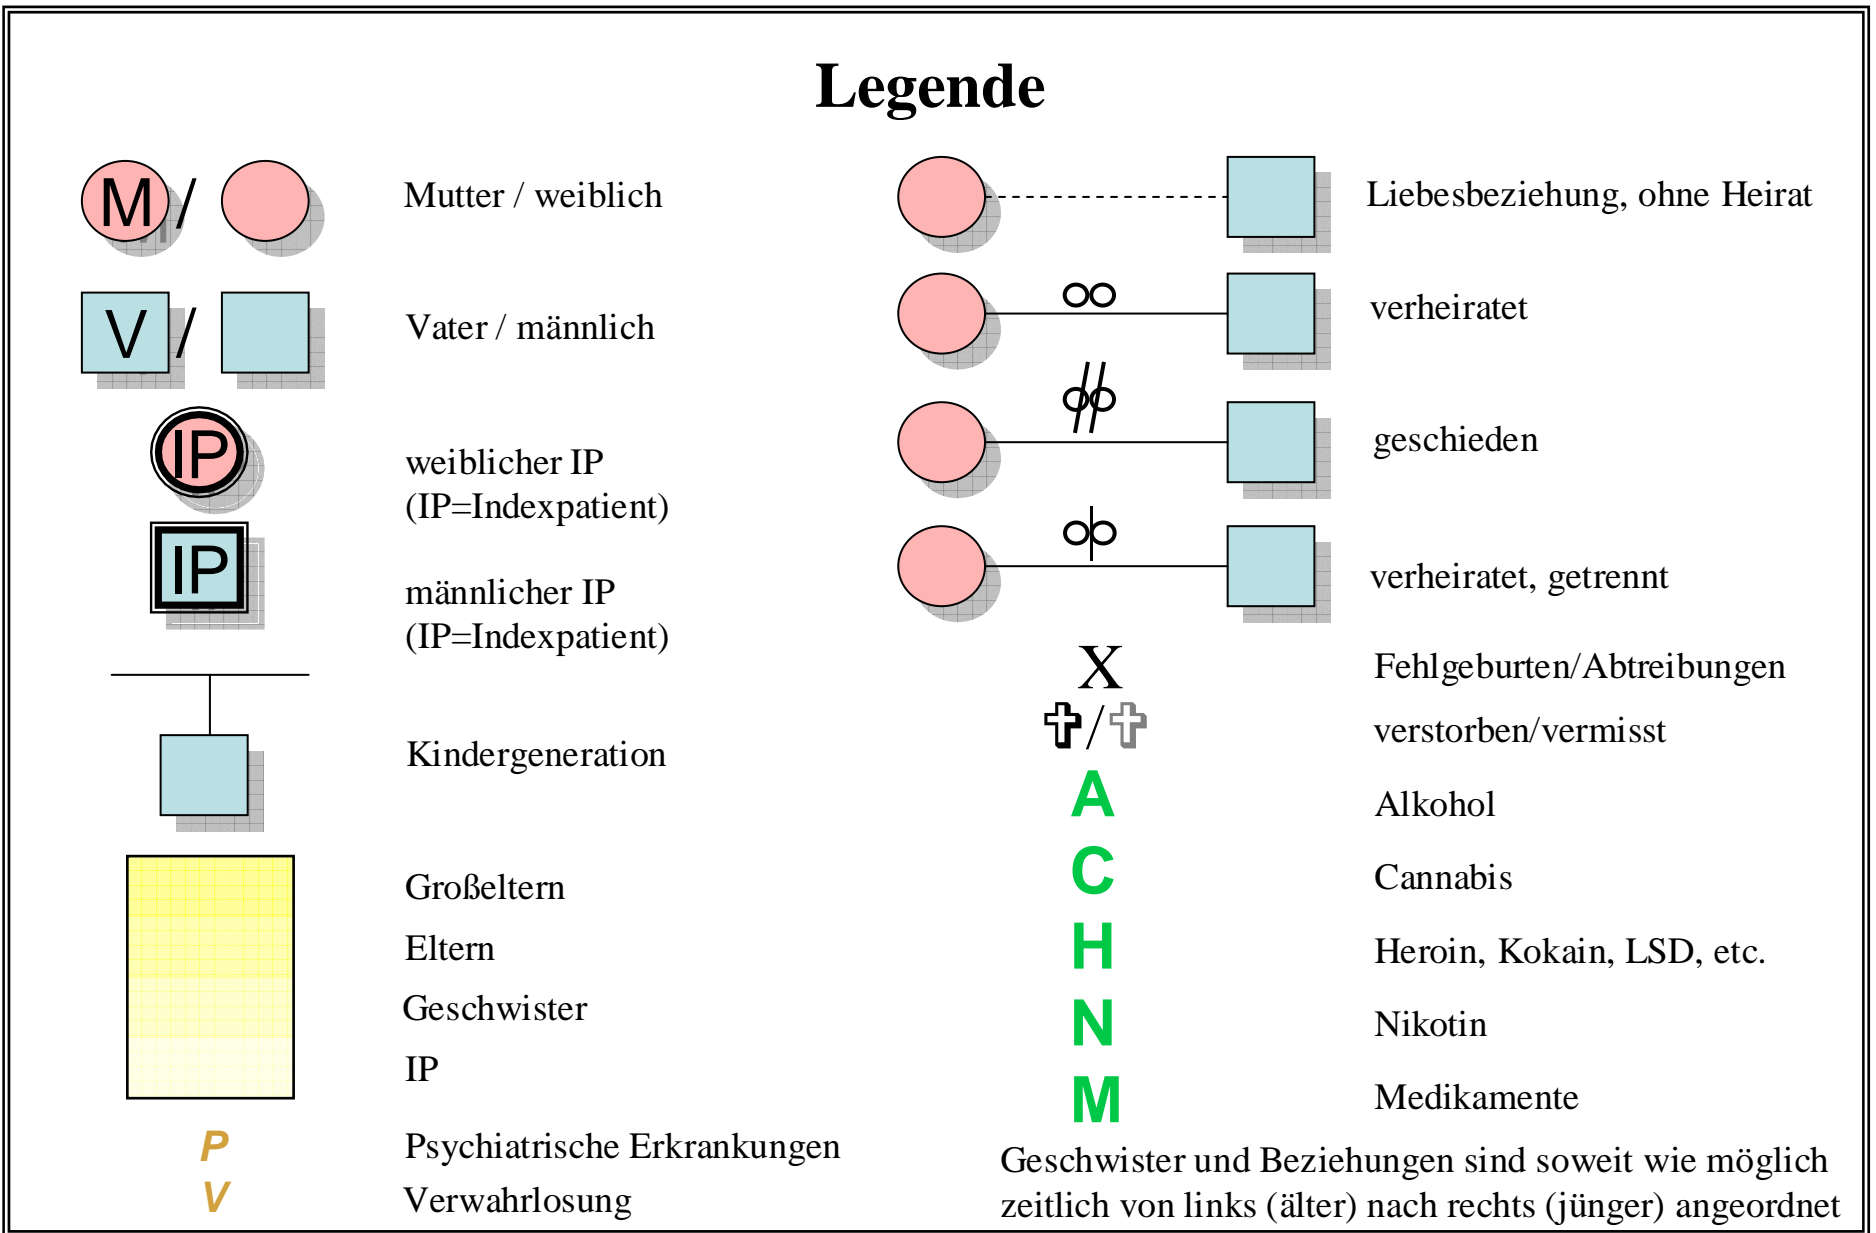 Legende
M / Mutter / weiblich
V / Vater / männlich
IP weiblicher IP
(IP=Indexpatient)
IP männlicher IP
(IP=Indexpatient)
Kindergeneration
Großeltern
Eltern
Geschwister
IP
P Psychiatrische Erkrankungen
V Verwahrlosung
Liebesbeziehung, ohne Heirat
verheiratet
geschieden
verheiratet, getrennt
X Fehlgeburten/Abtreibungen
✞/✞ verstorben/vermisst
A Alkohol
C Cannabis
H Heroin, Kokain, LSD, etc.
N Nikotin
M Medikamente
Geschwister und Beziehungen sind soweit wie möglich
zeitlich von links (älter) nach rechts (jünger) angeordnet